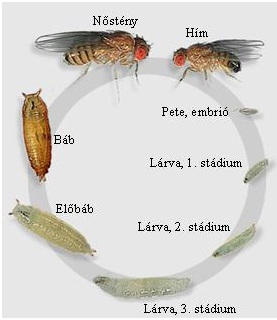 Nőstény
Hím
Pete, embrió
Lárva, 1. stádium
Lárva, 2. stádium
Lárva, 3. stádium
Előbáb
Báb